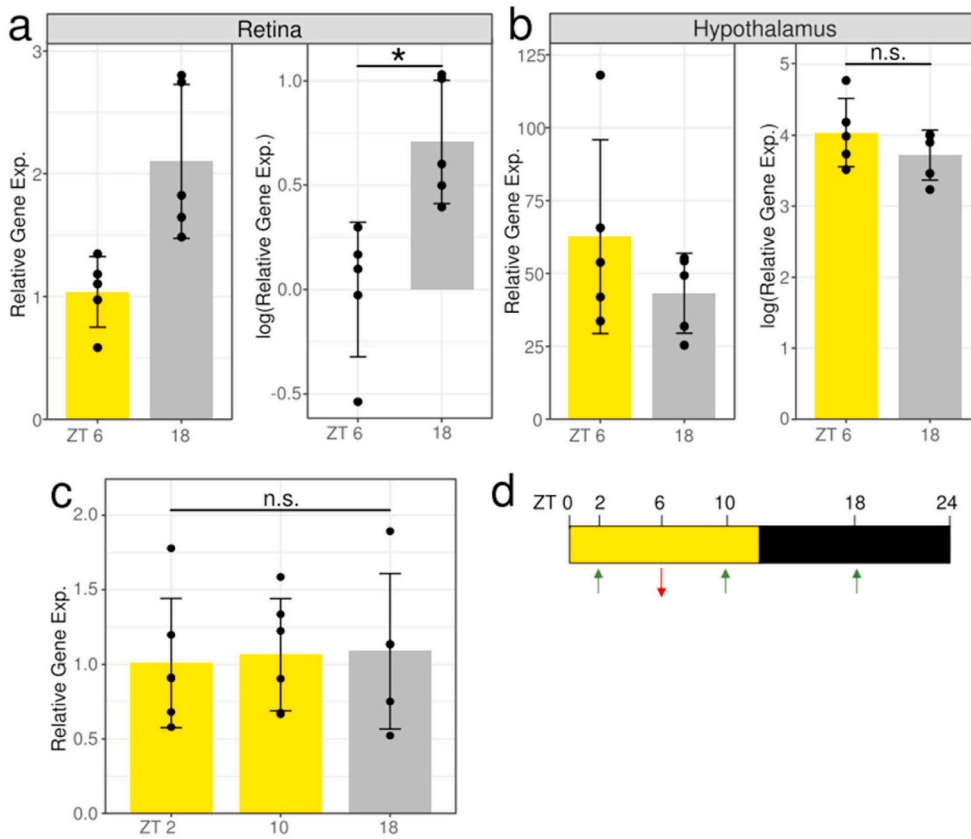 a
Retina
Relative Gene Exp.
3
2
1
0
ZT 6
18
log(Relative Gene Exp.)
1.0
0.5
0.0
-0.5
*
ZT 6
18
b
Hypothalamus
Relative Gene Exp.
125
100
75
50
25
0
ZT 6
18
log(Relative Gene Exp.)
5
4
3
2
1
0
n.s.
ZT 6
18
c
Relative Gene Exp.
2.0
1.5
1.0
0.5
0.0
n.s.
ZT 2
10
18
d
ZT 0 2 6 10 18 24